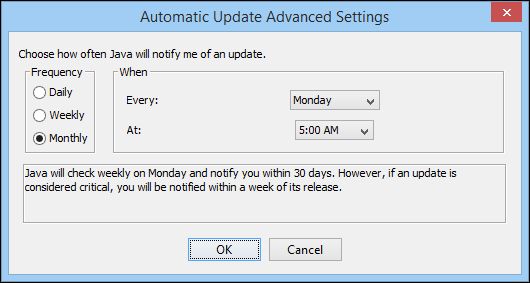 Automatic Update Advanced Settings
Choose how often Java will notify me of an update.
Frequency
Daily
Weekly
Monthly
When
Every: Monday
At: 5:00 AM
Java will check weekly on Monday and notify you within 30 days. However, if an update is
considered critical, you will be notified within a week of its release.
OK Cancel